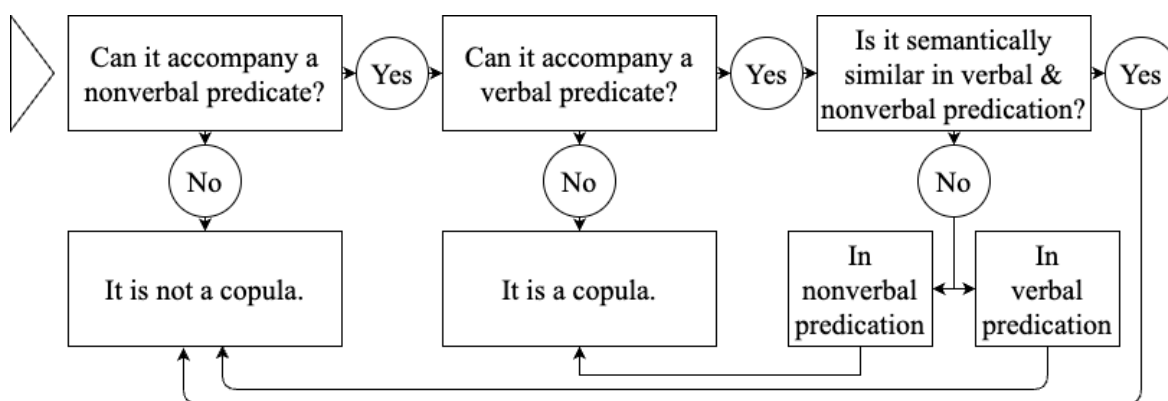 Can it accompany a
nonverbal predicate?
Yes
Can it accompany a
verbal predicate?
Yes
Is it semantically
similar in verbal &
nonverbal predication?
Yes
No
No
No
It is not a copula.
It is a copula.
In
nonverbal
predication
In
verbal
predication